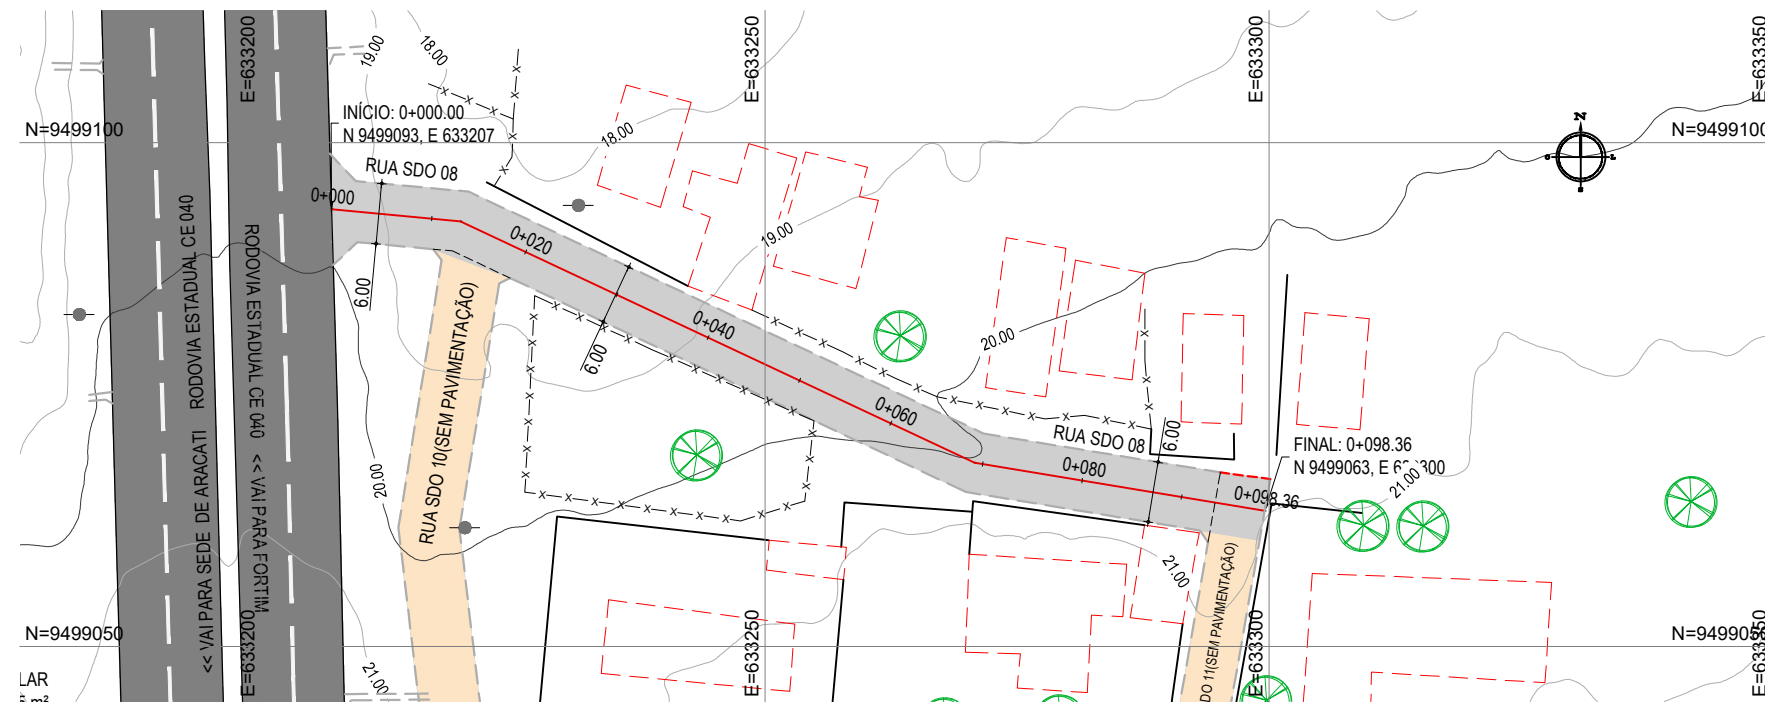 E=633200
E=633250
E=633300
E=633350
19.00
18.00
INÍCIO: 0+000.00
N 9499093, E 633207
N=9499100
N=9499100
18.00
RUA SDO 08
0+000
0+020
19.00
6.00
0+040
6.00
20.00
0+060
RUA SDO 08
6.00
0+080
FINAL: 0+098.36
N 9499063, E
300
21.00
0+098.36
20.00
21.00
RODOVIA ESTADUAL CE 040
<< VAI PARA SEDE DE ARACATI
RODOVIA ESTADUAL CE 040
<< VAI PARA FORTIM
RUA SDO 10(SEM PAVIMENTAÇÃO)
DO 11(SEM PAVIMENTAÇÃO)
N=9499050
N=9499050
E=633200
E=633250
E=633300
21.00
LAR
m²
N
S